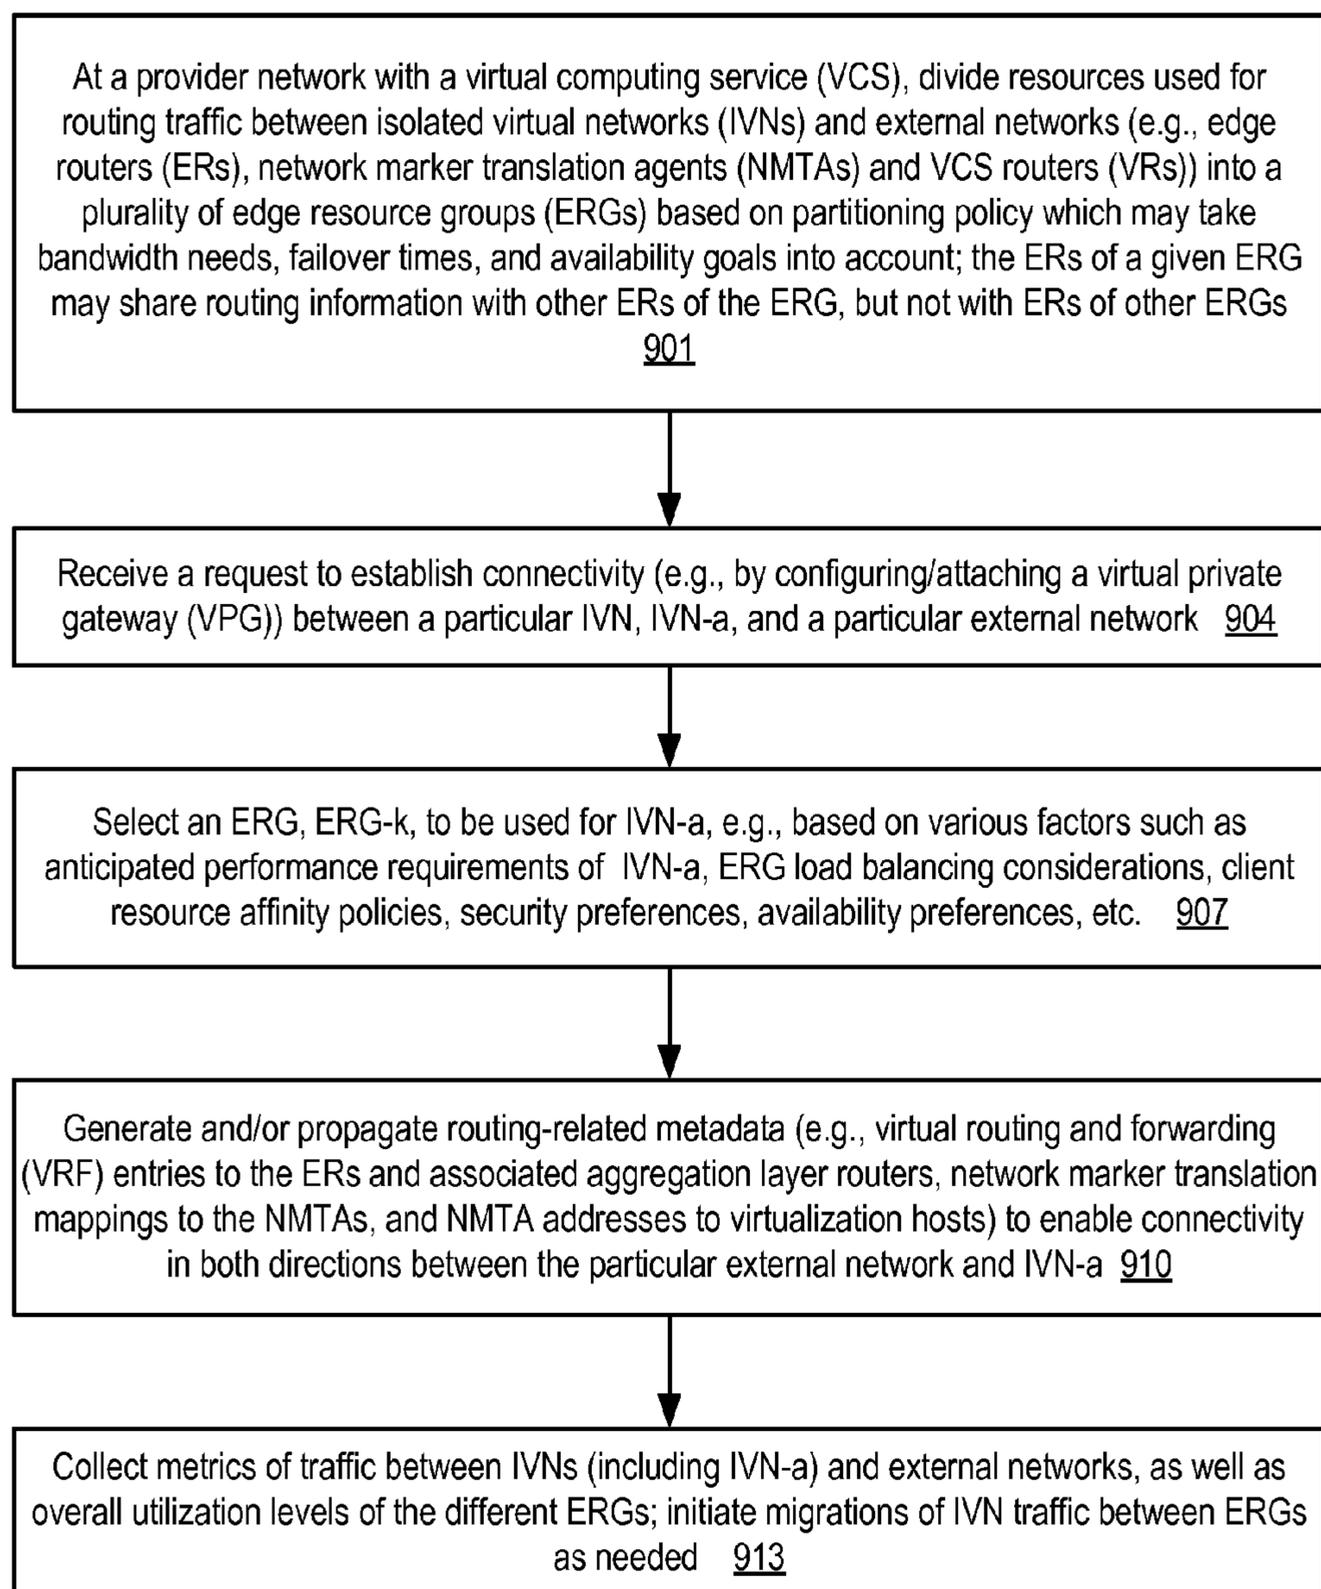 At a provider network with a virtual computing service (VCS), divide resources used for
routing traffic between isolated virtual networks (IVNs) and external networks (e.g., edge
routers (ERs), network marker translation agents (NMTAs) and VCS routers (VRs)) into a
plurality of edge resource groups (ERGs) based on partitioning policy which may take
bandwidth needs, failover times, and availability goals into account; the ERs of a given ERG
may share routing information with other ERs of the ERG, but not with ERs of other ERGs
901
Receive a request to establish connectivity (e.g., by configuring/attaching a virtual private
gateway (VPG)) between a particular IVN, IVN-a, and a particular external network 904
Select an ERG, ERG-k, to be used for IVN-a, e.g., based on various factors such as
anticipated performance requirements of IVN-a, ERG load balancing considerations, client
resource affinity policies, security preferences, availability preferences, etc. 907
Generate and/or propagate routing-related metadata (e.g., virtual routing and forwarding
(VRF) entries to the ERs and associated aggregation layer routers, network marker translation
mappings to the NMTAs, and NMTA addresses to virtualization hosts) to enable connectivity
in both directions between the particular external network and IVN-a 910
Collect metrics of traffic between IVNs (including IVN-a) and external networks, as well as
overall utilization levels of the different ERGs; initiate migrations of IVN traffic between ERGs
as needed 913